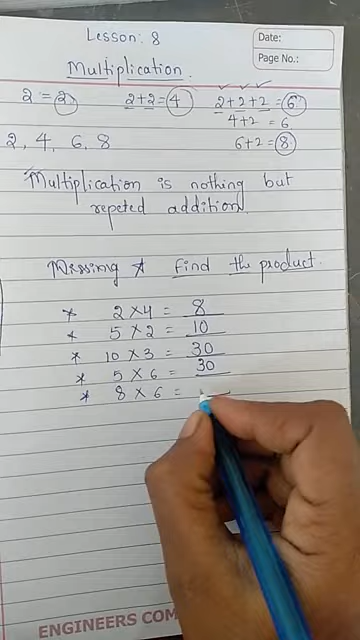 Lesson: 8
Date:
Page No.:
Multiplication.
2 = 2
2+2=4
2+2+2=6
4+2 = 6
6+2 = 8
2, 4, 6, 8
Multiplication is nothing but
repeted addition.
Find the product.
* 2 × 4 = 8
* 5 × 2 = 10
* 10 × 3 = 30
* 5 × 6 = 30
* 8 × 6 =
ENGINEERS COM